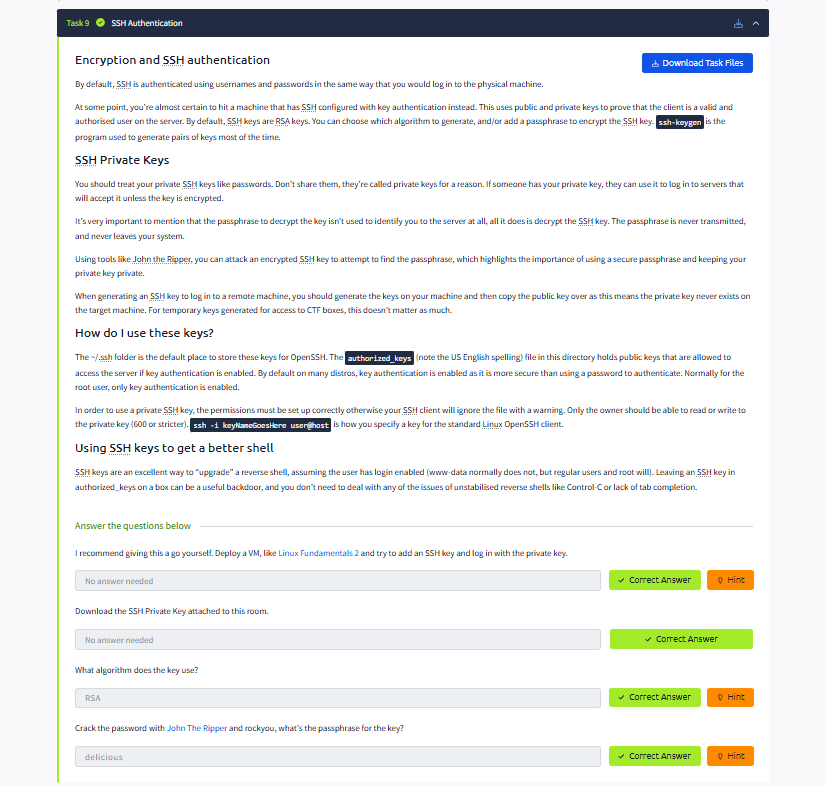 Task 9 SSH Authentication
Encryption and SSH authentication
Download Task Files
By default, SSH is authenticated using usernames and passwords in the same way that you would log in to the physical machine.
At some point, you're almost certain to hit a machine that has SSH configured with key authentication instead. This uses public and private keys to prove that the client is a valid and
authorised user on the server. By default, SSH keys are RSA keys. You can choose which algorithm to generate, and/or add a passphrase to encrypt the SSH key. ssh-keygen is the
program used to generate pairs of keys most of the time.
SSH Private Keys
You should treat your private SSH keys like passwords. Don't share them, they're called private keys for a reason. If someone has your private key, they can use it to log in to servers that
will accept it unless the key is encrypted.
It's very important to mention that the passphrase to decrypt the key isn't used to identify you to the server at all, all it does is decrypt the SSH key. The passphrase is never transmitted,
and never leaves your system.
Using tools like John the Ripper, you can attack an encrypted SSH key to attempt to find the passphrase, which highlights the importance of using a secure passphrase and keeping your
private key private.
When generating an SSH key to log in to a remote machine, you should generate the keys on your machine and then copy the public key over as this means the private key never exists on
the target machine. For temporary keys generated for access to CTF boxes, this doesn't matter as much.
How do I use these keys?
The ~/.ssh folder is the default place to store these keys for OpenSSH. The authorized_keys (note the US English spelling) file in this directory holds public keys that are allowed to
access the server if key authentication is enabled. By default on many distros, key authentication is enabled as it is more secure than using a password to authenticate. Normally for the
root user, only key authentication is enabled.
In order to use a private SSH key, the permissions must be set up correctly otherwise your SSH client will ignore the file with a warning. Only the owner should be able to read or write to
the private key (600 or stricter). ssh -i keyNameGoesHere user@host is how you specify a key for the standard Linux OpenSSH client.
Using SSH keys to get a better shell
SSH keys are an excellent way to “upgrade” a reverse shell, assuming the user has login enabled (www-data normally does not, but regular users and root will). Leaving an SSH key in
authorized_keys on a box can be a useful backdoor, and you don't need to deal with any of the issues of unstabilised reverse shells like Control-C or lack of tab completion.
Answer the questions below
I recommend giving this a go yourself. Deploy a VM, like Linux Fundamentals 2 and try to add an SSH key and log in with the private key.
No answer needed
Correct Answer
Hint
Download the SSH Private Key attached to this room.
No answer needed
Correct Answer
What algorithm does the key use?
RSA
Correct Answer
Hint
Crack the password with John The Ripper and rockyou, what's the passphrase for the key?
delicious
Correct Answer
Hint